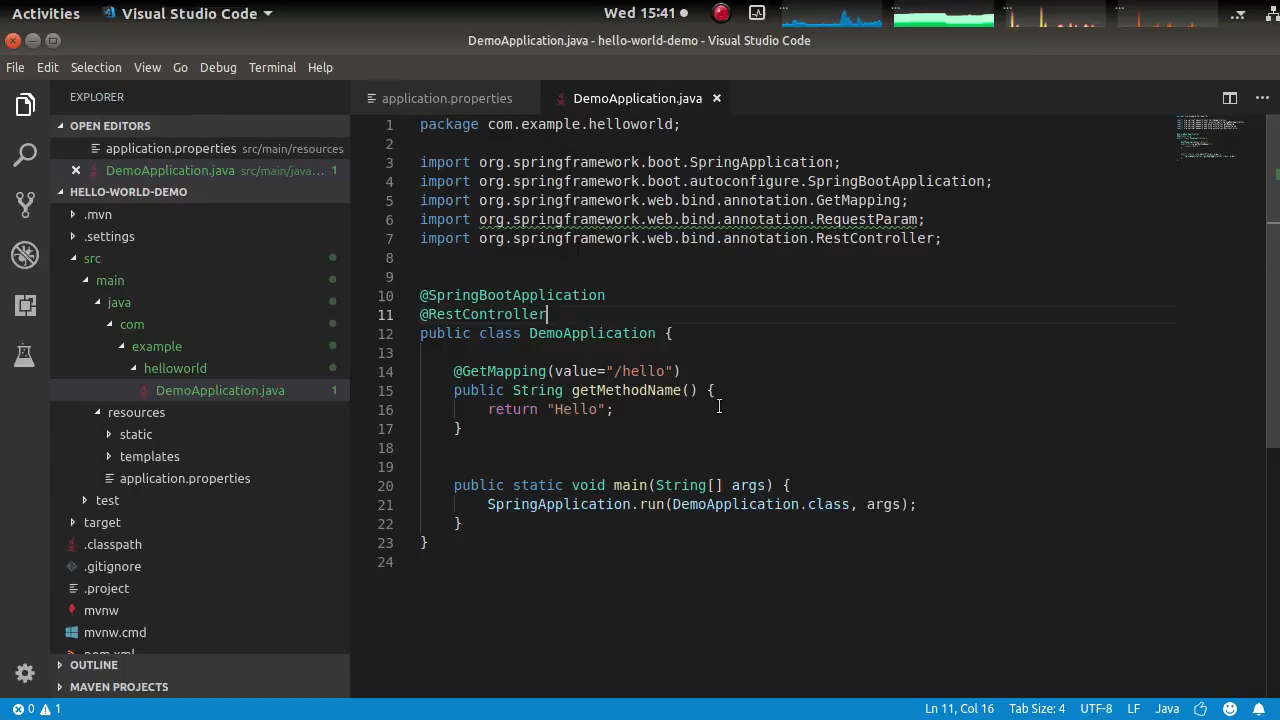 Activities Visual Studio Code Wed 15:41
DemoApplication.java - hello-world-demo - Visual Studio Code
File Edit Selection View Go Debug Terminal Help
EXPLORER
OPEN EDITORS
application.properties src/main/resources
DemoApplication.java src/main/java... 1
HELLO-WORLD-DEMO
.mvn
.settings
src
main
java
com
example
helloworld
DemoApplication.java 1
resources
static
templates
application.properties
test
target
.classpath
.gitignore
.project
mvnw
mvnw.cmd
pom.xml
OUTLINE
MAVEN PROJECTS
application.properties DemoApplication.java
1 package com.example.helloworld;
2
3 import org.springframework.boot.SpringApplication;
4 import org.springframework.boot.autoconfigure.SpringBootApplication;
5 import org.springframework.web.bind.annotation.GetMapping;
6 import org.springframework.web.bind.annotation.RequestParam;
7 import org.springframework.web.bind.annotation.RestController;
8
9
10 @SpringBootApplication
11 @RestController
12 public class DemoApplication {
13
14 @GetMapping(value="/hello")
15 public String getMethodName() {
16 return "Hello";
17 }
18
19
20 public static void main(String[] args) {
21 SpringApplication.run(DemoApplication.class, args);
22 }
23 }
24
0 1 Ln 11, Col 16 Tab Size: 4 UTF-8 LF Java